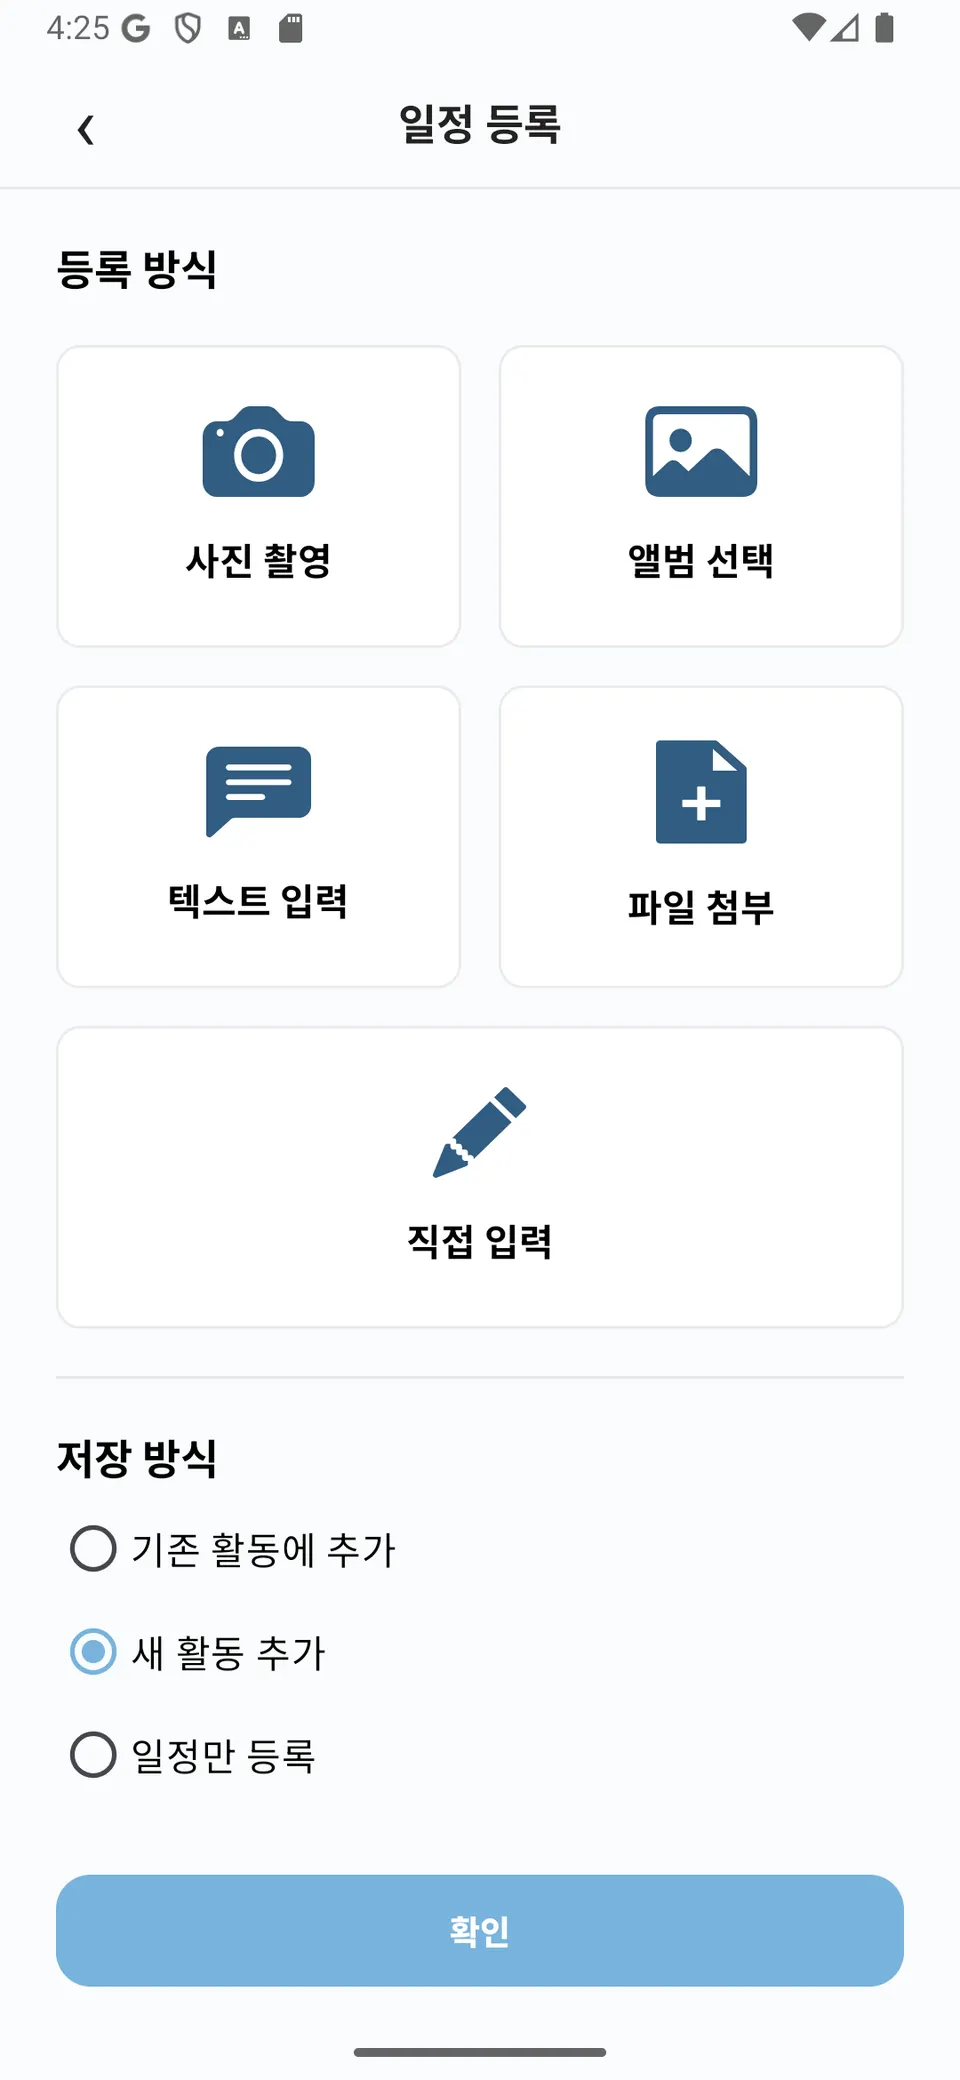 4:25
일정 등록
등록 방식
사진 촬영
앨범 선택
텍스트 입력
파일 첨부
직접 입력
저장 방식
기존 활동에 추가
새 활동 추가
일정만 등록
확인